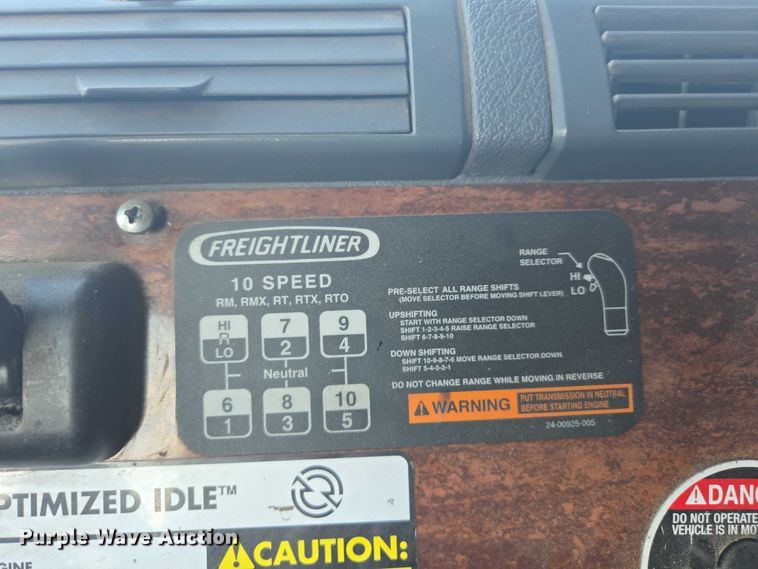 FREIGHTLINER
10 SPEED
RM, RMX, RT, RTX, RTO
HI
R
LO
7
2
9
4
Neutral
6
1
8
3
10
5
RANGE
SELECTOR
HI
LO
PRE-SELECT ALL RANGE SHIFTS
(MOVE SELECTOR BEFORE MOVING SHIFT LEVER)
UPSHIFTING
START WITH RANGE SELECTOR DOWN
SHIFT 1-2-3-4-5 RAISE RANGE SELECTOR
SHIFT 6-7-8-9-10
DOWN SHIFTING
SHIFT 10-9-8-7-6 MOVE RANGE SELECTOR DOWN
SHIFT 5-4-3-2-1
DO NOT CHANGE RANGE WHILE MOVING IN REVERSE
WARNING
PUT TRANSMISSION IN NEUTRAL
BEFORE STARTING ENGINE
24-00925-005
PTIMIZED IDLE™
CAUTION:
GINE
DANG
DO NOT OPERATE
VEHICLE IS IN MOT
Purple Wave Auction